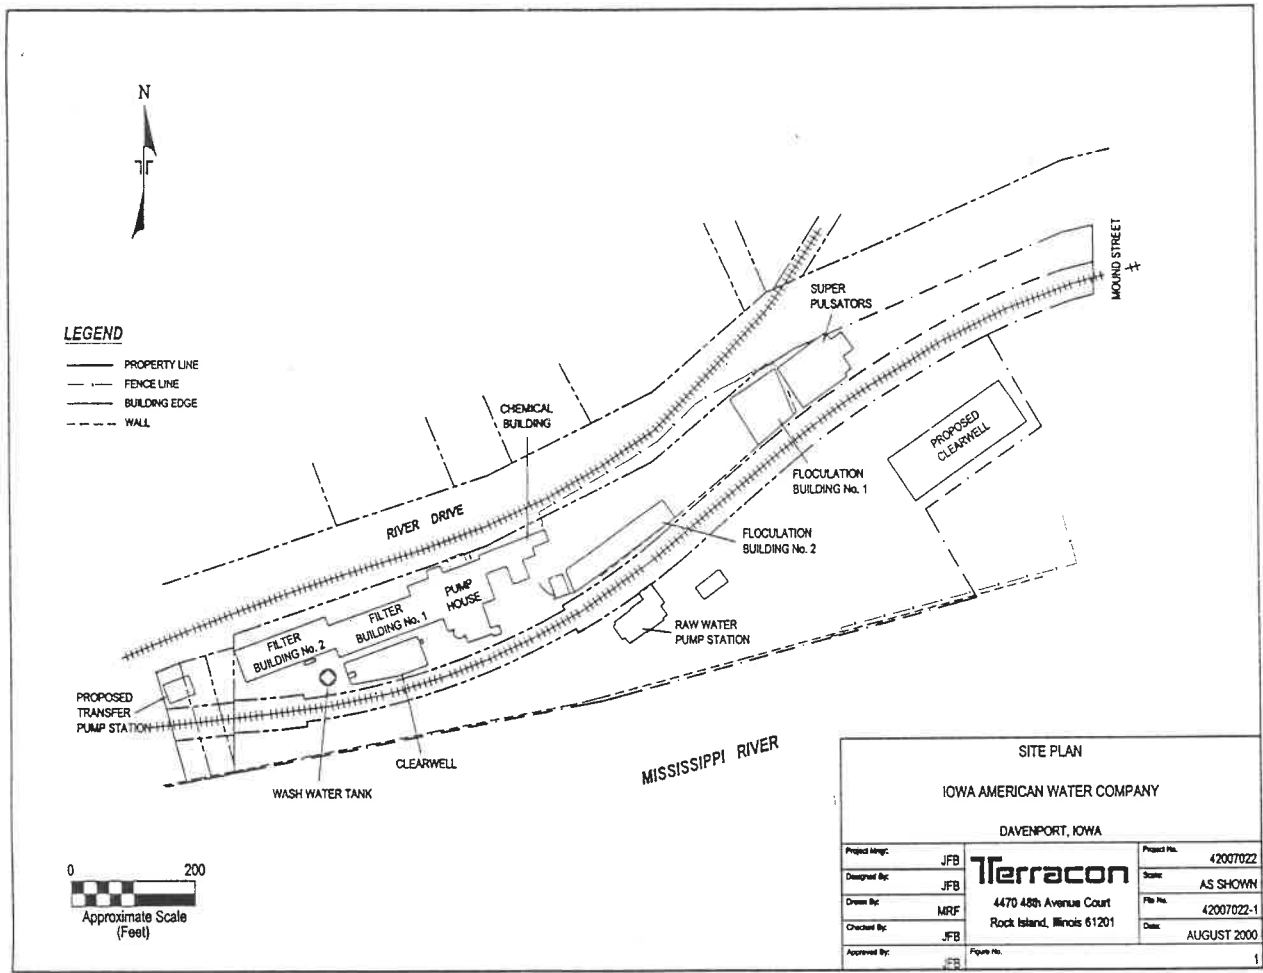 N
LEGEND
PROPERTY LINE
FENCE LINE
BUILDING EDGE
WALL
SUPER
PULSATORS
MOUND STREET
CHEMICAL
BUILDING
PROPOSED
CLEARWELL
FLOCULATION
BUILDING No. 1
RIVER DRIVE
FLOCULATION
BUILDING No. 2
PUMP
HOUSE
FILTER
BUILDING No. 1
FILTER
BUILDING No. 2
RAW WATER
PUMP STATION
PROPOSED
TRANSFER
PUMP STATION
CLEARWELL
WASH WATER TANK
MISSISSIPPI RIVER
0 200
Approximate Scale
(Feet)
SITE PLAN
IOWA AMERICAN WATER COMPANY
DAVENPORT, IOWA
Project Mngr: JFB
Designed By: JFB
Drawn By: MRF
Checked By: JFB
Approved By: JFB
Terracon
4470 48th Avenue Court
Rock Island, Illinois 61201
Project No. 42007022
Scale: AS SHOWN
File No. 42007022-1
Date: AUGUST 2000
Figure No. 1